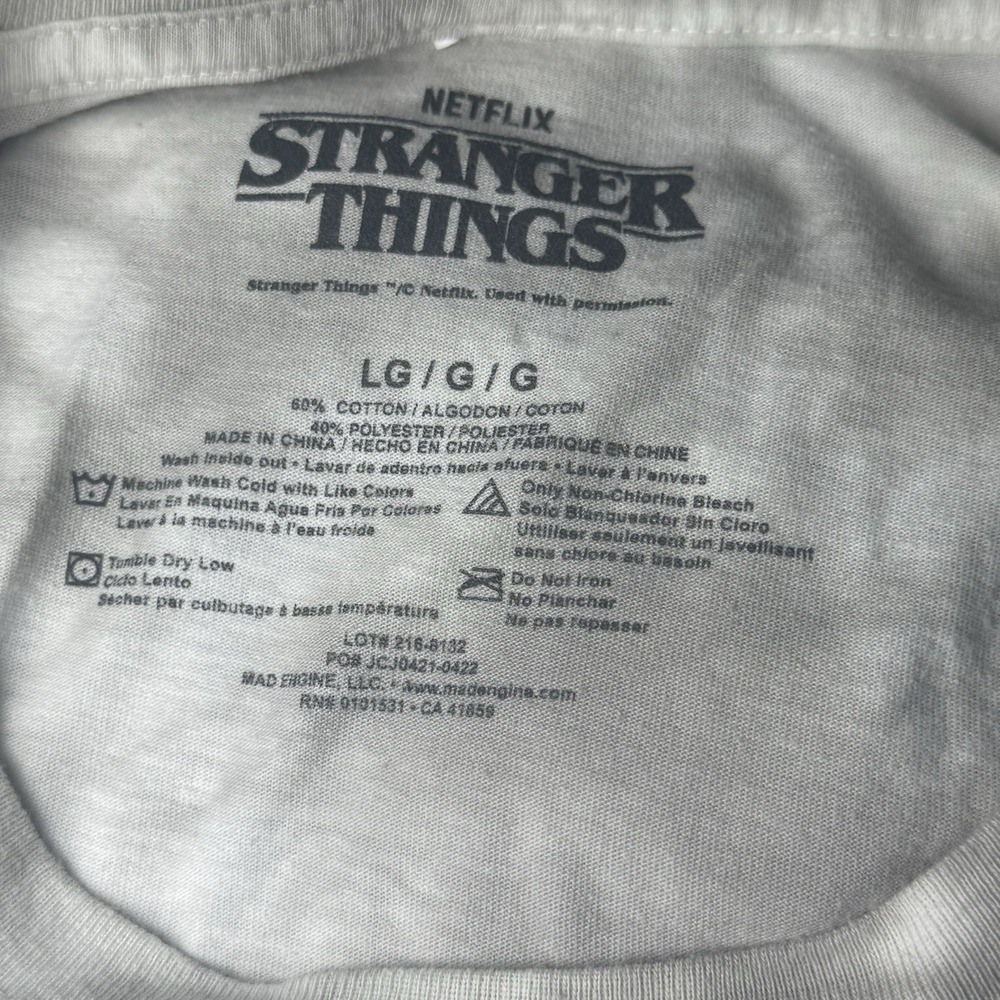 NETFLIX
STRANGER
THINGS
Stranger Things ™/© Netflix. Used with permission.
LG / G / G
60% COTTON / ALGODON / COTON
40% POLYESTER / POLIESTER
MADE IN CHINA / HECHO EN CHINA / FABRIQUÉ EN CHINE
Wash inside out • Lavar de adentro hacia afuera • Laver à l'envers
Machine Wash Cold with Like Colors
Lavar En Maquina Agua Fria Por Colores
Laver à la machine à l'eau froide
Only Non-Chlorine Bleach
Solo Blanqueador Sin Cloro
Uttiliser seulement un javellisant
sans chlore au besoin
Tumble Dry Low
Ciclo Lento
Sécher par culbutage à basse température
Do Not Iron
No Planchar
Ne pas repasser
LOT# 216-8132
PO# JCJ0421-0422
MAD ENGINE, LLC. • www.madengine.com
RN# 0101531 • CA 41859